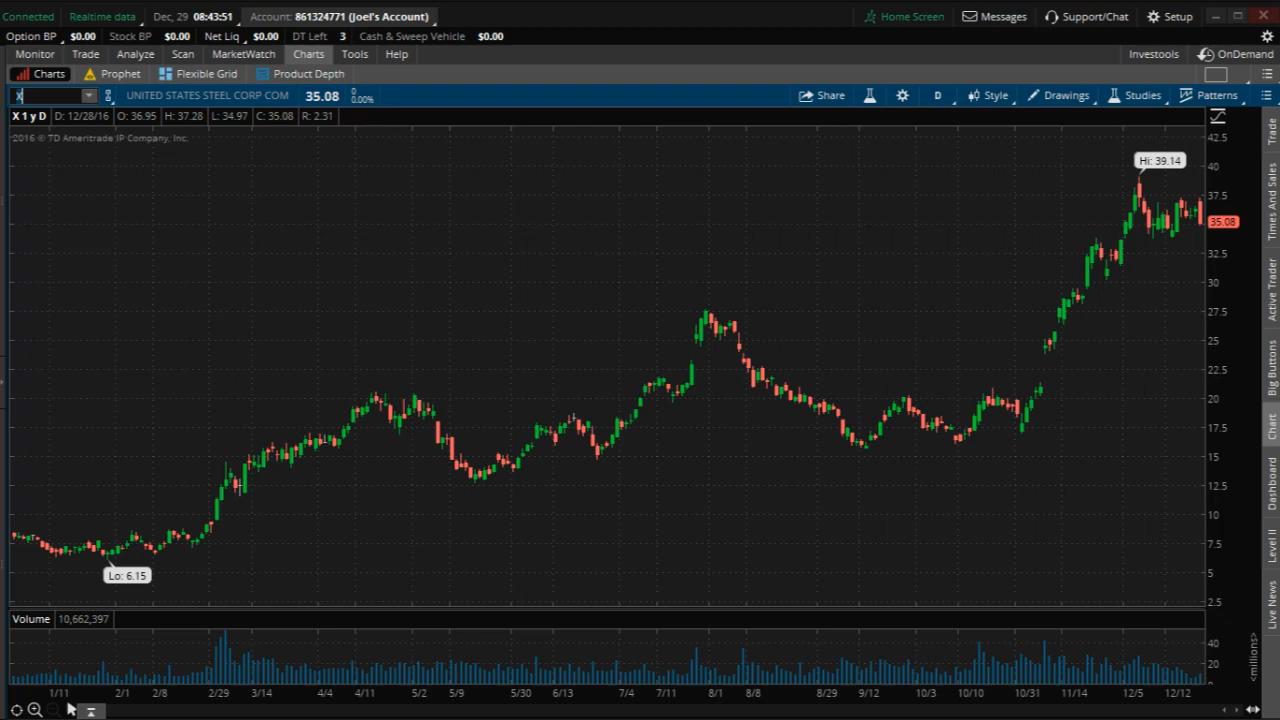 Connected Realtime data Dec, 29 08:43:51 Account: 861324771 (Joel's Account) Home Screen Messages Support/Chat Setup
Option BP $0.00 Stock BP $0.00 Net Liq $0.00 DT Left 3 Cash & Sweep Vehicle $0.00
Monitor Trade Analyze Scan MarketWatch Charts Tools Help Investools OnDemand
Charts Prophet Flexible Grid Product Depth
X UNITED STATES STEEL CORP COM 35.08 0 0.00% Share D Style Drawings Studies Patterns
X 1 y D D: 12/28/16 O: 36.95 H: 37.28 L: 34.97 C: 35.08 R: 2.31
2016 © TD Ameritrade IP Company, Inc.
42.5
Hi: 39.14
40
37.5
35.08
32.5
30
27.5
25
22.5
20
17.5
15
12.5
10
7.5
Lo: 6.15
5
2.5
Volume 10,662,397
40
20
0
<millions>
1/11 2/1 2/8 2/29 3/14 4/4 4/11 5/2 5/9 5/30 6/13 7/4 7/11 8/1 8/8 8/29 9/12 10/3 10/10 10/31 11/14 12/5 12/12
Trade
Times And Sales
Active Trader
Big Buttons
Chart
Dashboard
Level II
Live News